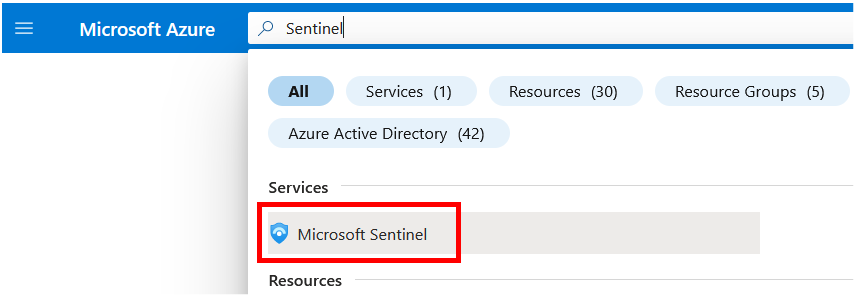 Microsoft Azure Sentinel
All Services (1) Resources (30) Resource Groups (5)
Azure Active Directory (42)
Services
Microsoft Sentinel
Resources